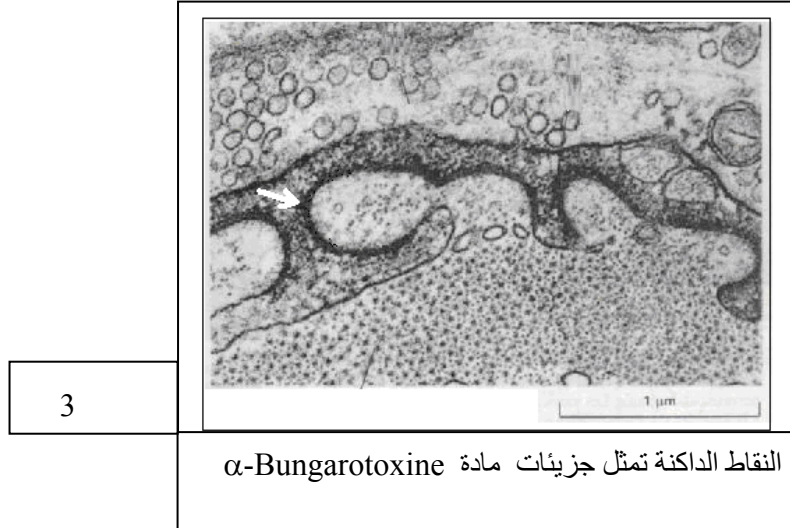 1 μm
3
النقاط الداكنة تمثل جزيئات مادة α-Bungarotoxine